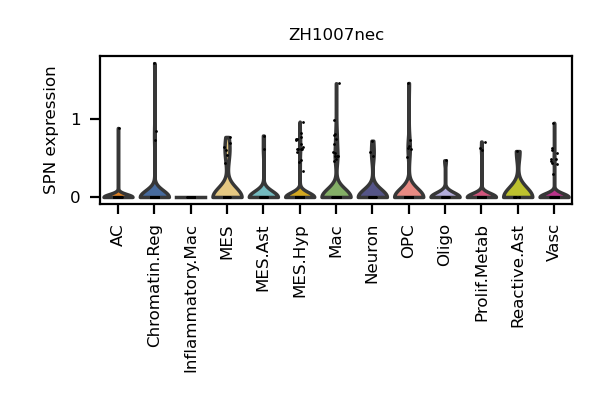 ZH1007nec
SPN expression
1
0
AC
Chromatin.Reg
Inflammatory.Mac
MES
MES.Ast
MES.Hyp
Mac
Neuron
OPC
Oligo
Prolif.Metab
Reactive.Ast
Vasc